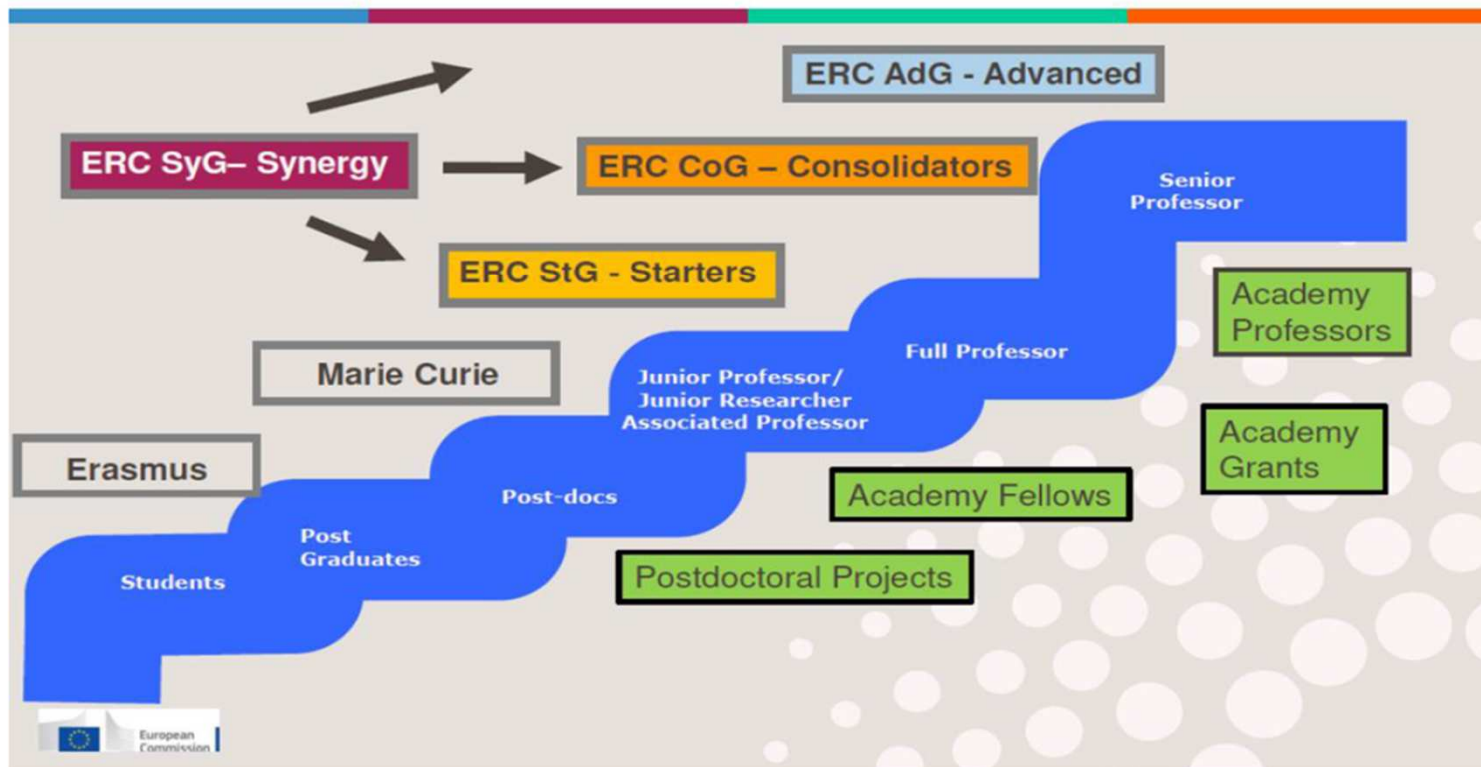 ERC AdG - Advanced
ERC SyG– Synergy
ERC CoG – Consolidators
Senior
Professor
ERC StG - Starters
Academy
Professors
Full Professor
Marie Curie
Junior Professor/
Junior Researcher
Associated Professor
Academy
Grants
Erasmus
Post-docs
Academy Fellows
Post
Graduates
Students
Postdoctoral Projects
European
Commission